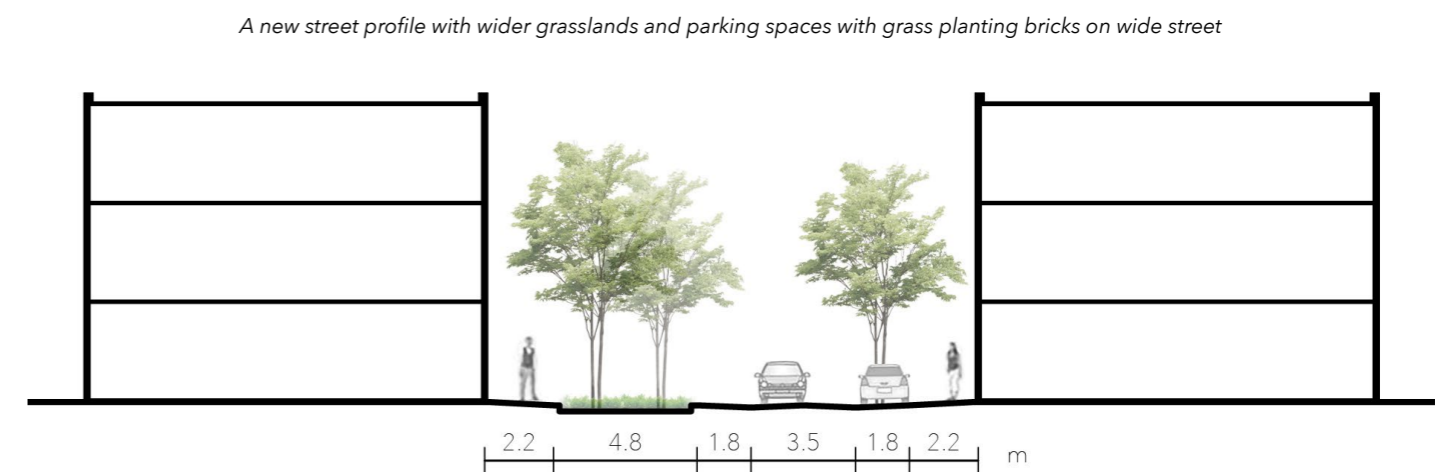 A new street profile with wider grasslands and parking spaces with grass planting bricks on wide street
2.2 4.8 1.8 3.5 1.8 2.2 m